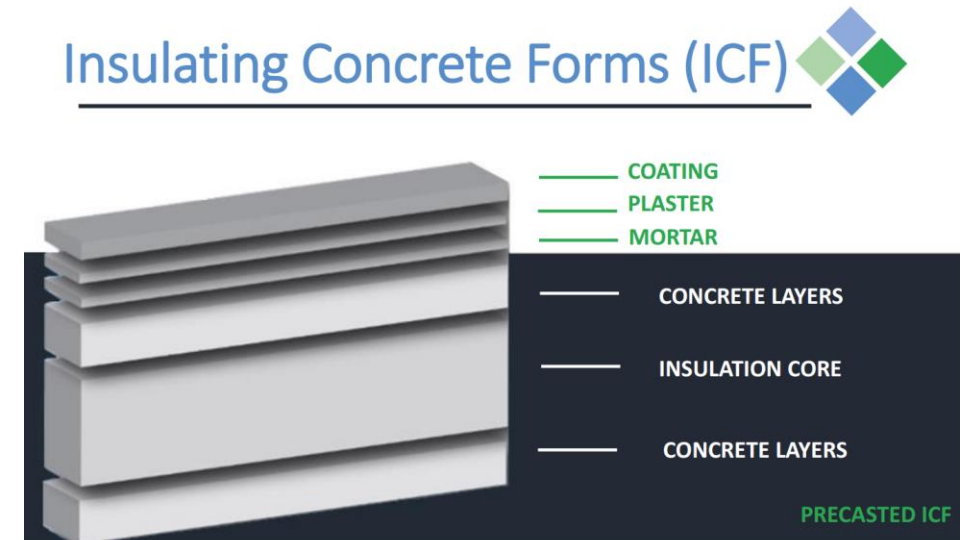 Insulating Concrete Forms (ICF)
COATING
PLASTER
MORTAR
CONCRETE LAYERS
INSULATION CORE
CONCRETE LAYERS
PRECASTED ICF